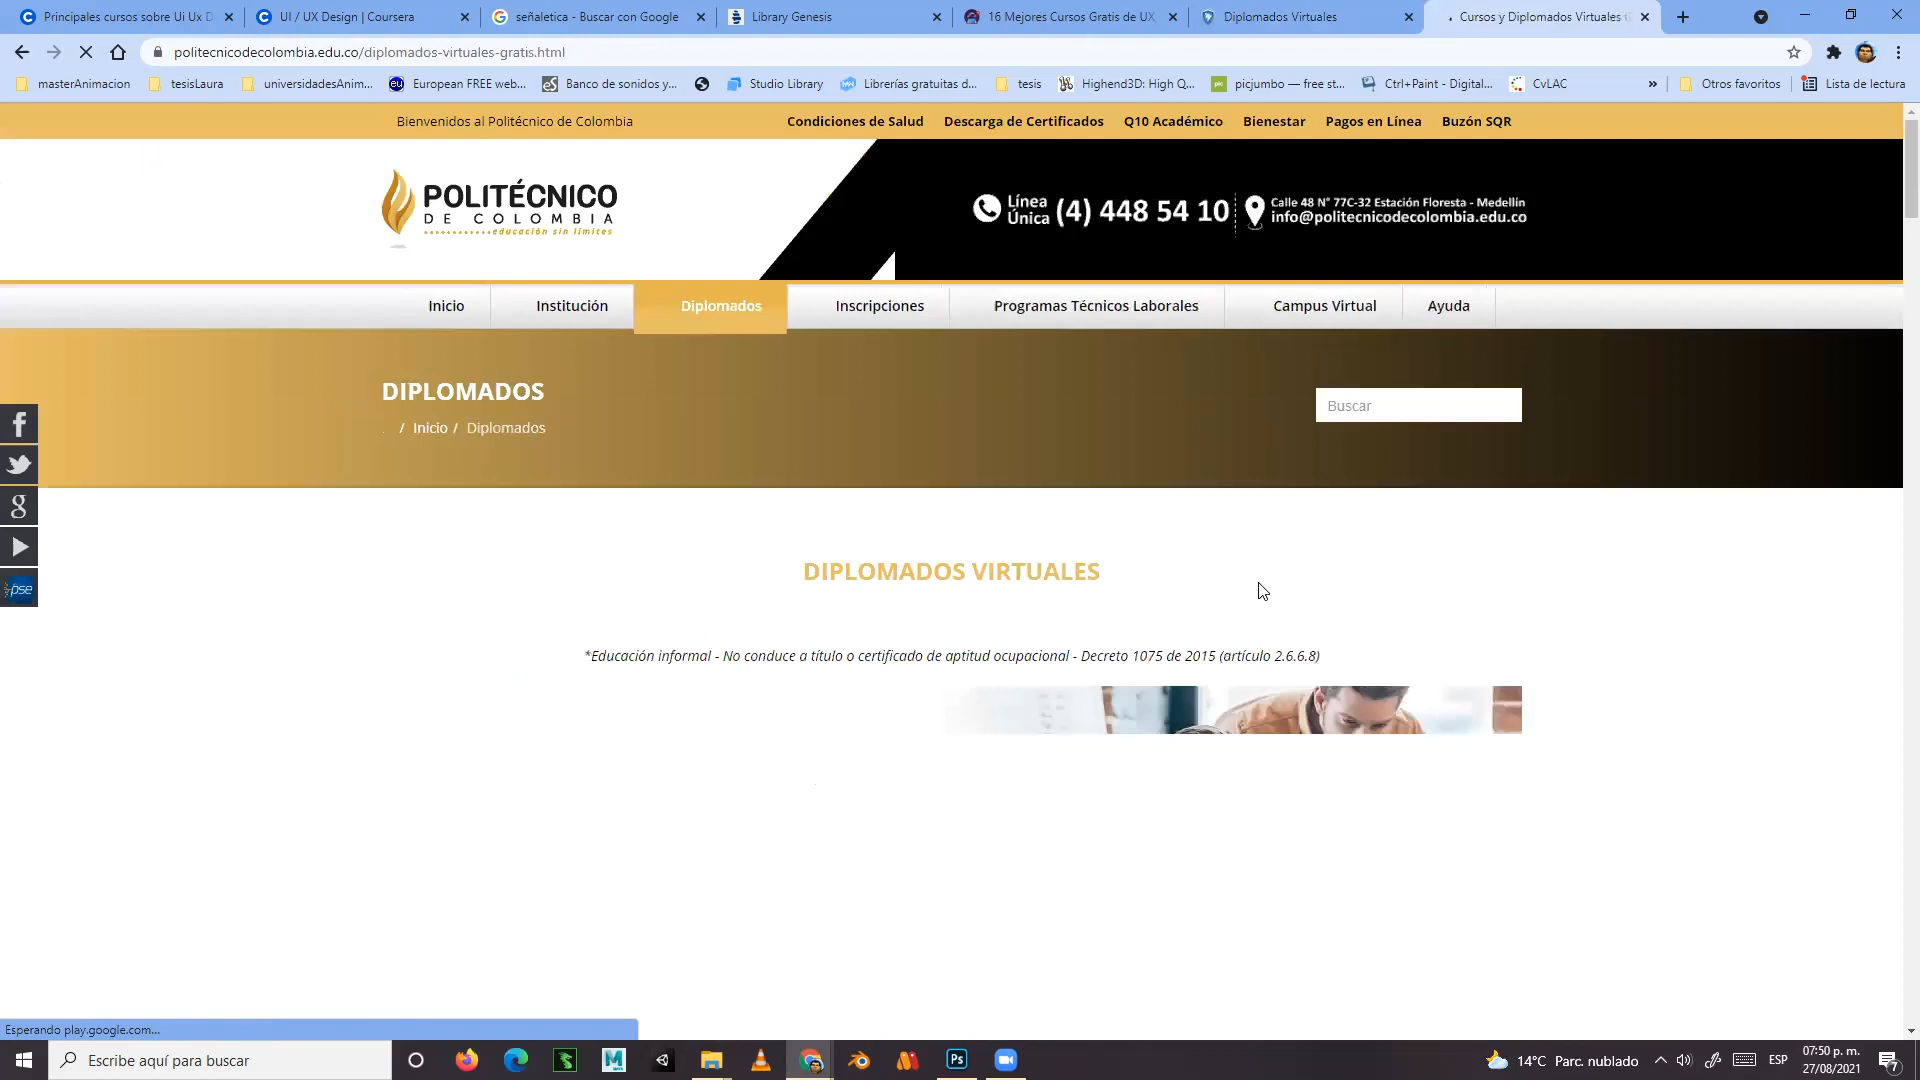 Principales cursos sobre Ui Ux D
UI / UX Design | Coursera
señaletica - Buscar con Google
Library Genesis
16 Mejores Cursos Gratis de UX
Diplomados Virtuales
Cursos y Diplomados Virtuales G
politecnicodecolombia.edu.co/diplomados-virtuales-gratis.html
masterAnimacion
tesisLaura
universidadesAnim...
European FREE web...
Banco de sonidos y...
Studio Library
Librerías gratuitas d...
tesis
Highend3D: High Q...
picjumbo — free st...
Ctrl+Paint - Digital...
CvLAC
»
Otros favoritos
Lista de lectura
Bienvenidos al Politécnico de Colombia
Condiciones de Salud
Descarga de Certificados
Q10 Académico
Bienestar
Pagos en Línea
Buzón SQR
POLITÉCNICO
DE COLOMBIA
educación sin límites
Línea Única (4) 448 54 10
Calle 48 N° 77C-32 Estación Floresta - Medellín
info@politecnicodecolombia.edu.co
Inicio
Institución
Diplomados
Inscripciones
Programas Técnicos Laborales
Campus Virtual
Ayuda
DIPLOMADOS
. / Inicio / Diplomados
Buscar
pse
DIPLOMADOS VIRTUALES
*Educación informal - No conduce a título o certificado de aptitud ocupacional - Decreto 1075 de 2015 (artículo 2.6.6.8)
Esperando play.google.com...
Escribe aquí para buscar
Ps
14°C Parc. nublado
ESP
07:50 p. m.
27/08/2021
7